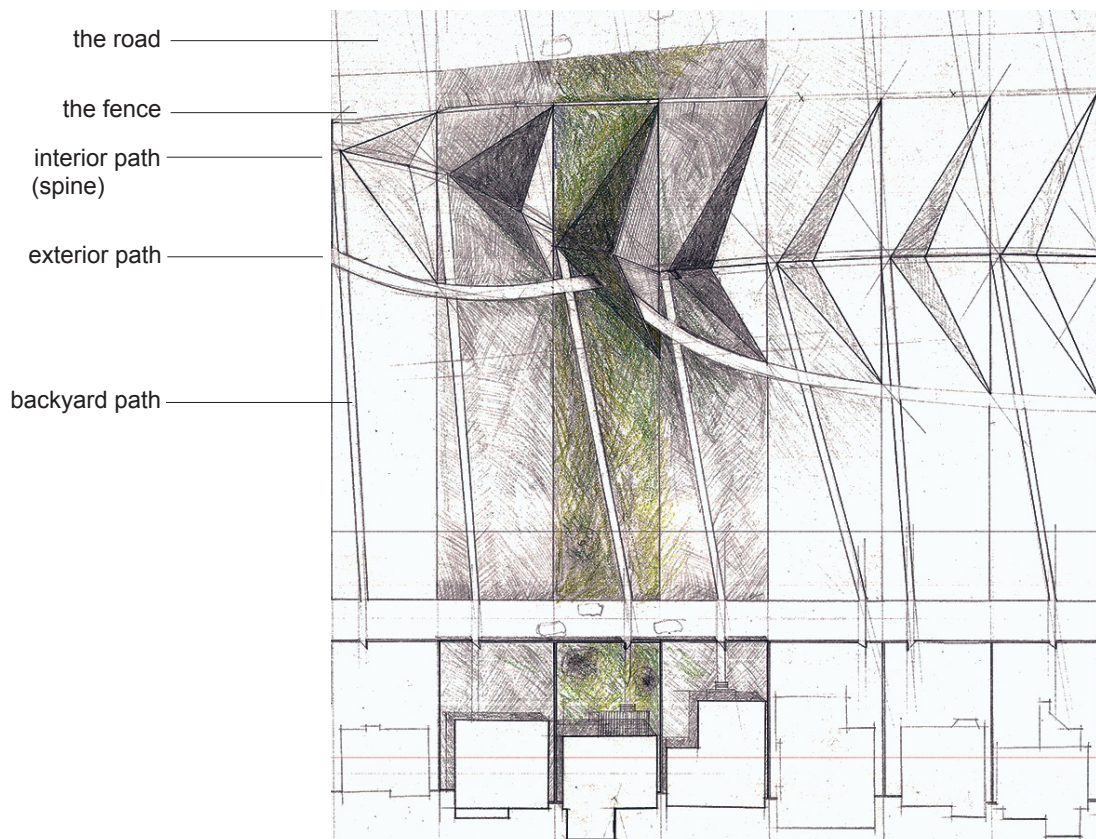 the road
the fence
interior path
(spine)
exterior path
backyard path